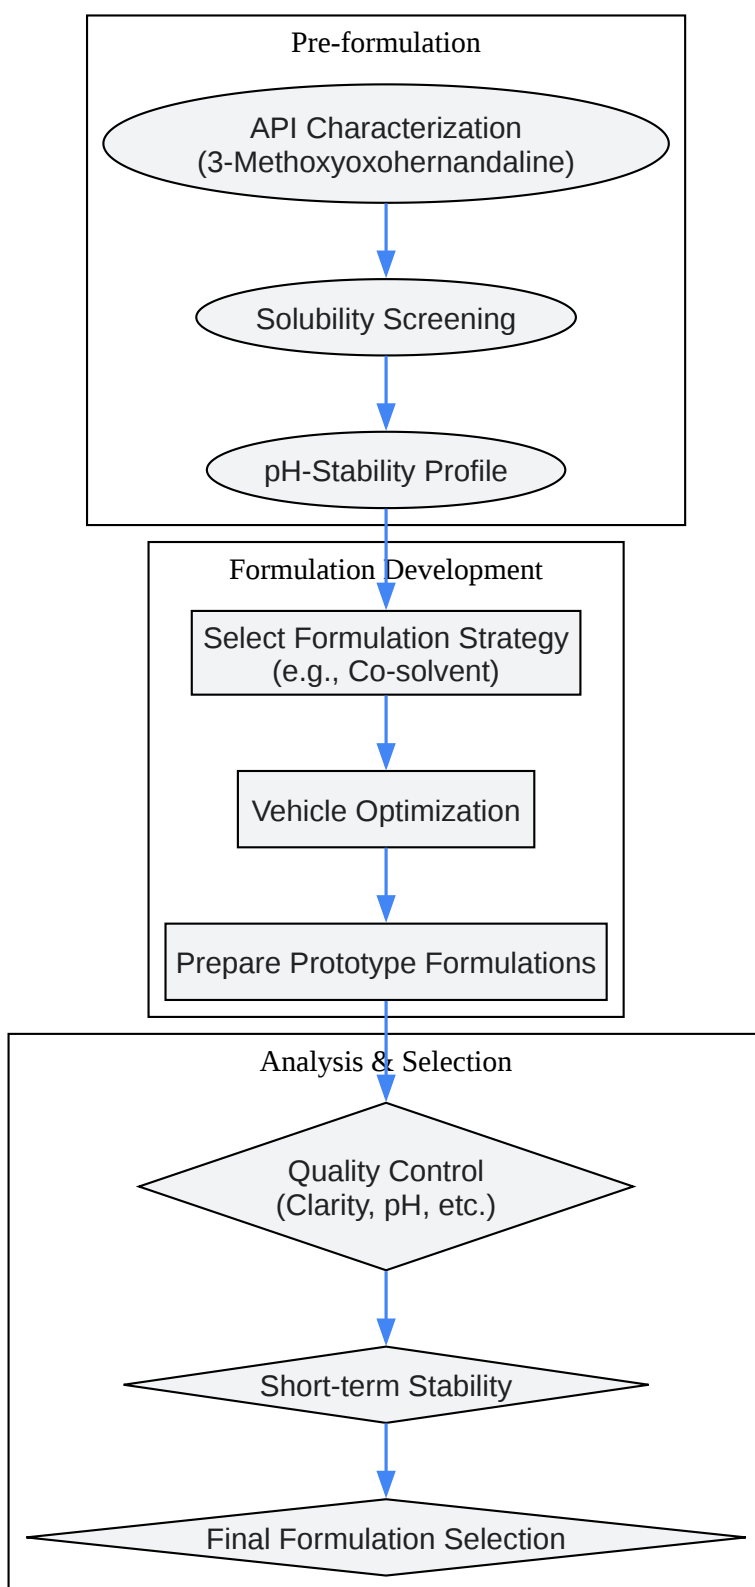 Pre-formulation
API Characterization
(3-Methoxyoxohernandaline)
Solubility Screening
pH-Stability Profile
Formulation Development
Select Formulation Strategy
(e.g., Co-solvent)
Vehicle Optimization
Prepare Prototype Formulations
Analysis & Selection
Quality Control
(Clarity, pH, etc.)
Short-term Stability
Final Formulation Selection